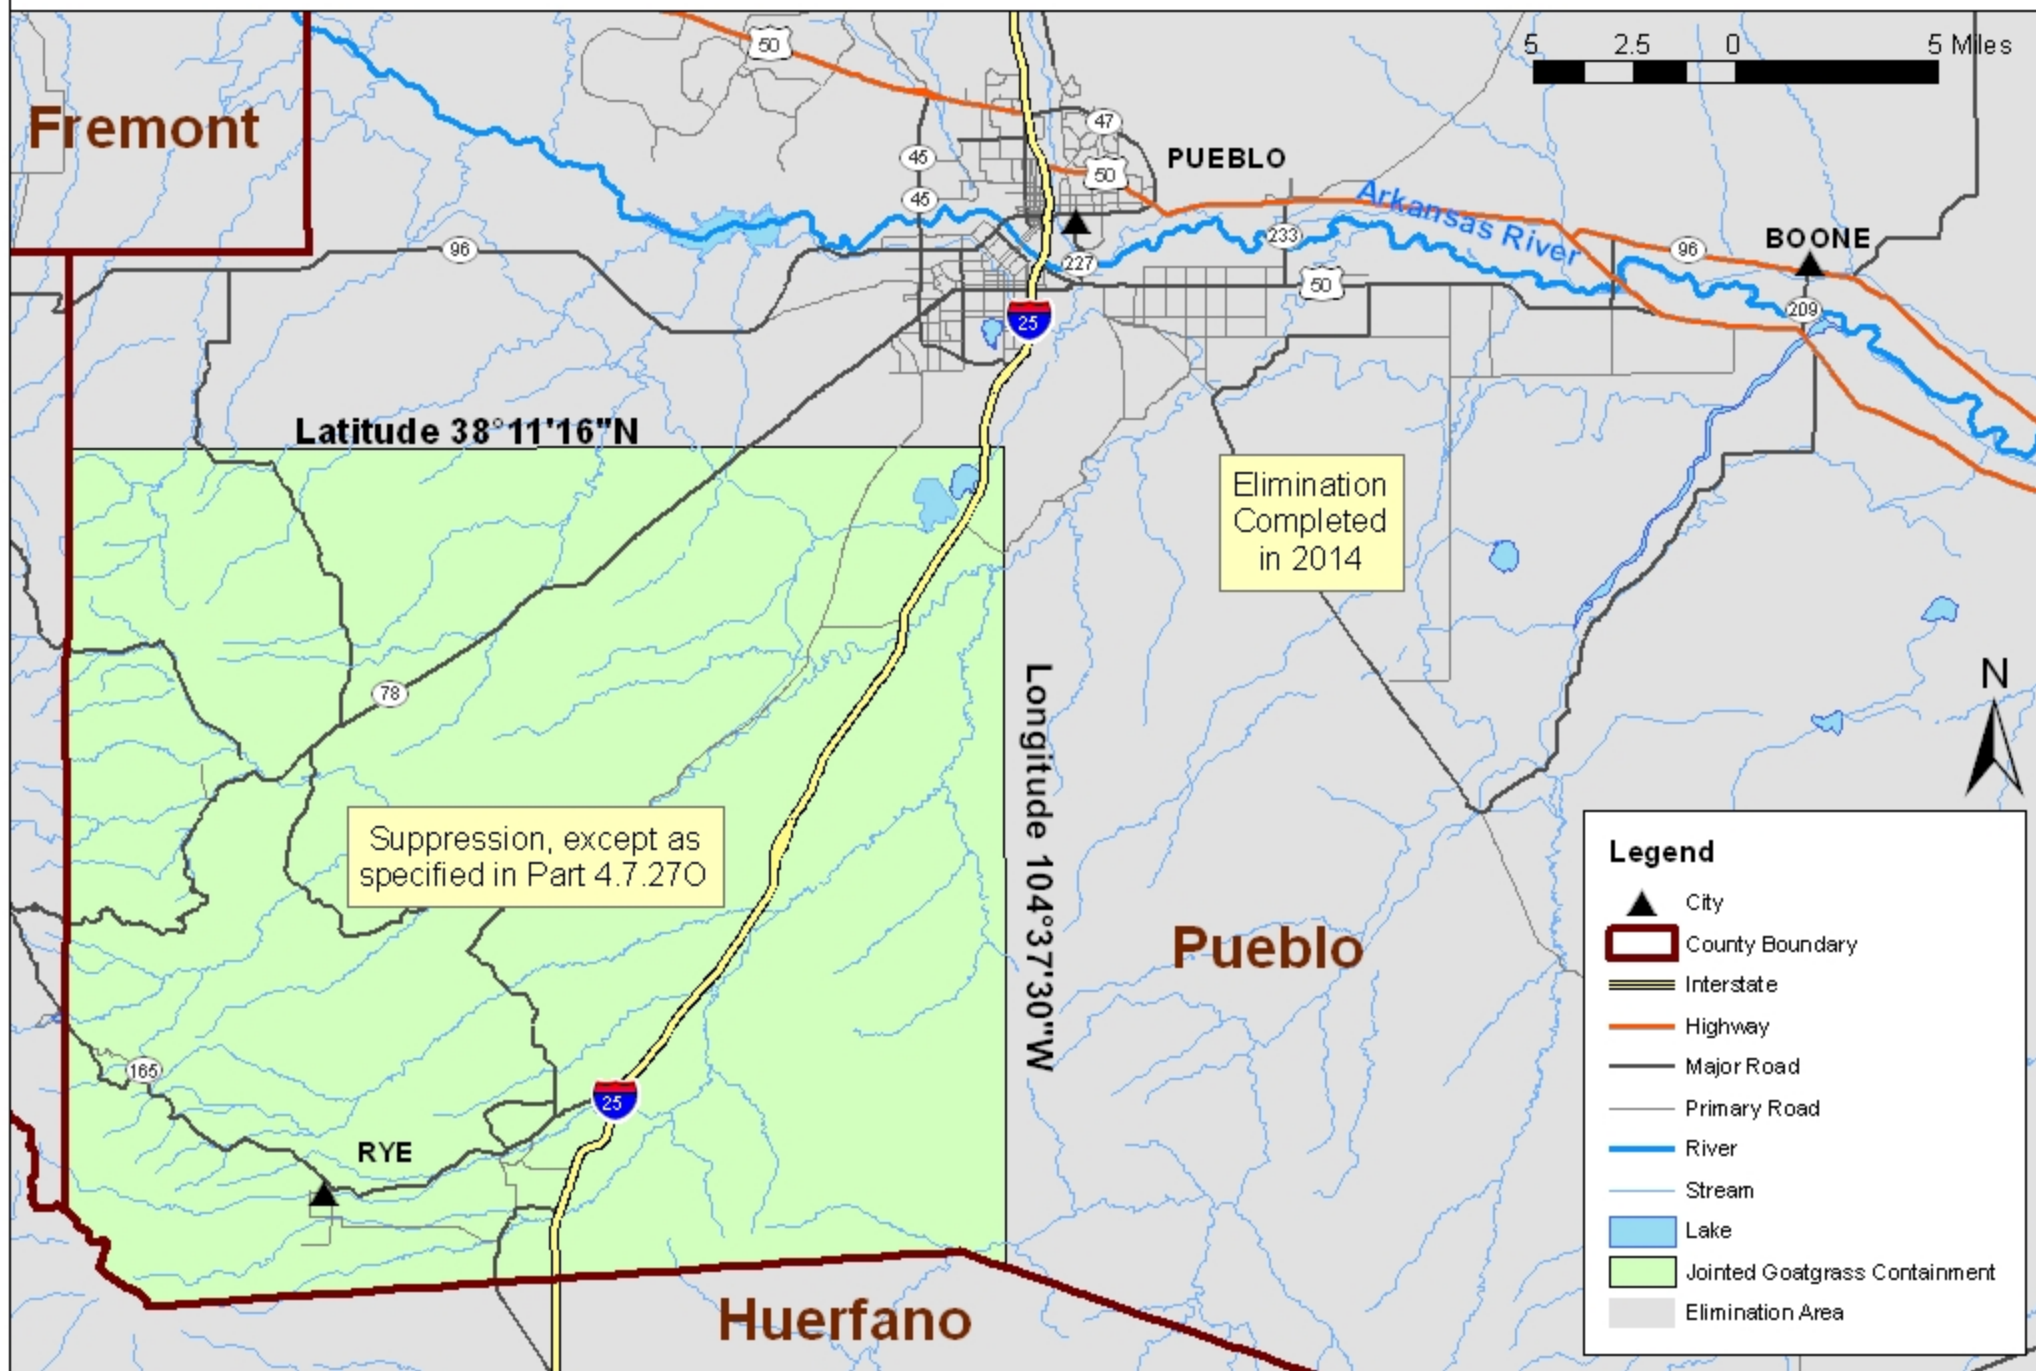 5 2.5 0 5 Miles
50
Fremont
47
45
PUEBLO
50
45
Arkansas River
233
96
BOONE
96
227
50
209
25
Latitude 38°11'16"N
Elimination
Completed
in 2014
Longitude 104°37'30"W
N
78
Suppression, except as
specified in Part 4.7.27O
Pueblo
165
25
RYE
Huerfano
Legend
City
County Boundary
Interstate
Highway
Major Road
Primary Road
River
Stream
Lake
Jointed Goatgrass Containment
Elimination Area